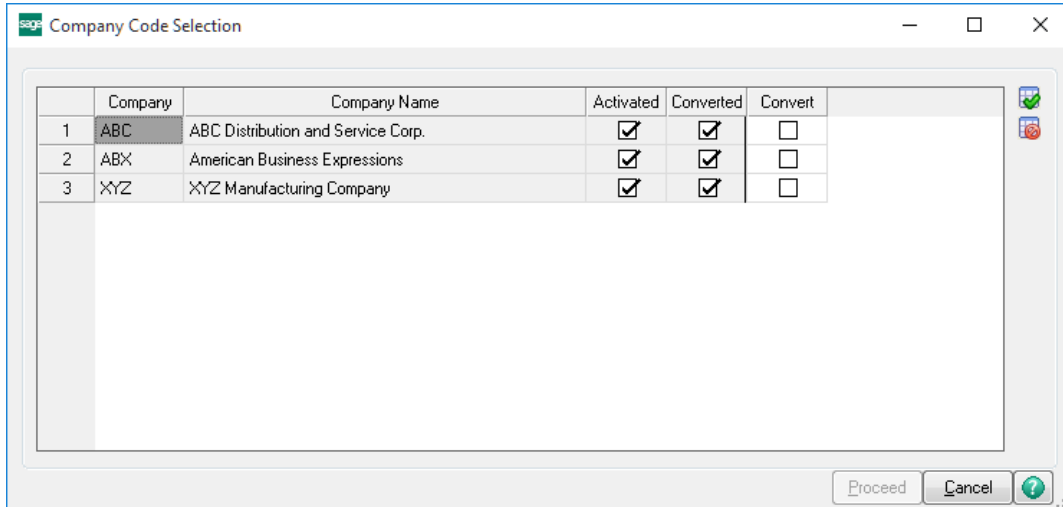 sage Company Code Selection
Company Company Name Activated Converted Convert
1 ABC ABC Distribution and Service Corp.
2 ABX American Business Expressions
3 XYZ XYZ Manufacturing Company
Proceed Cancel ?